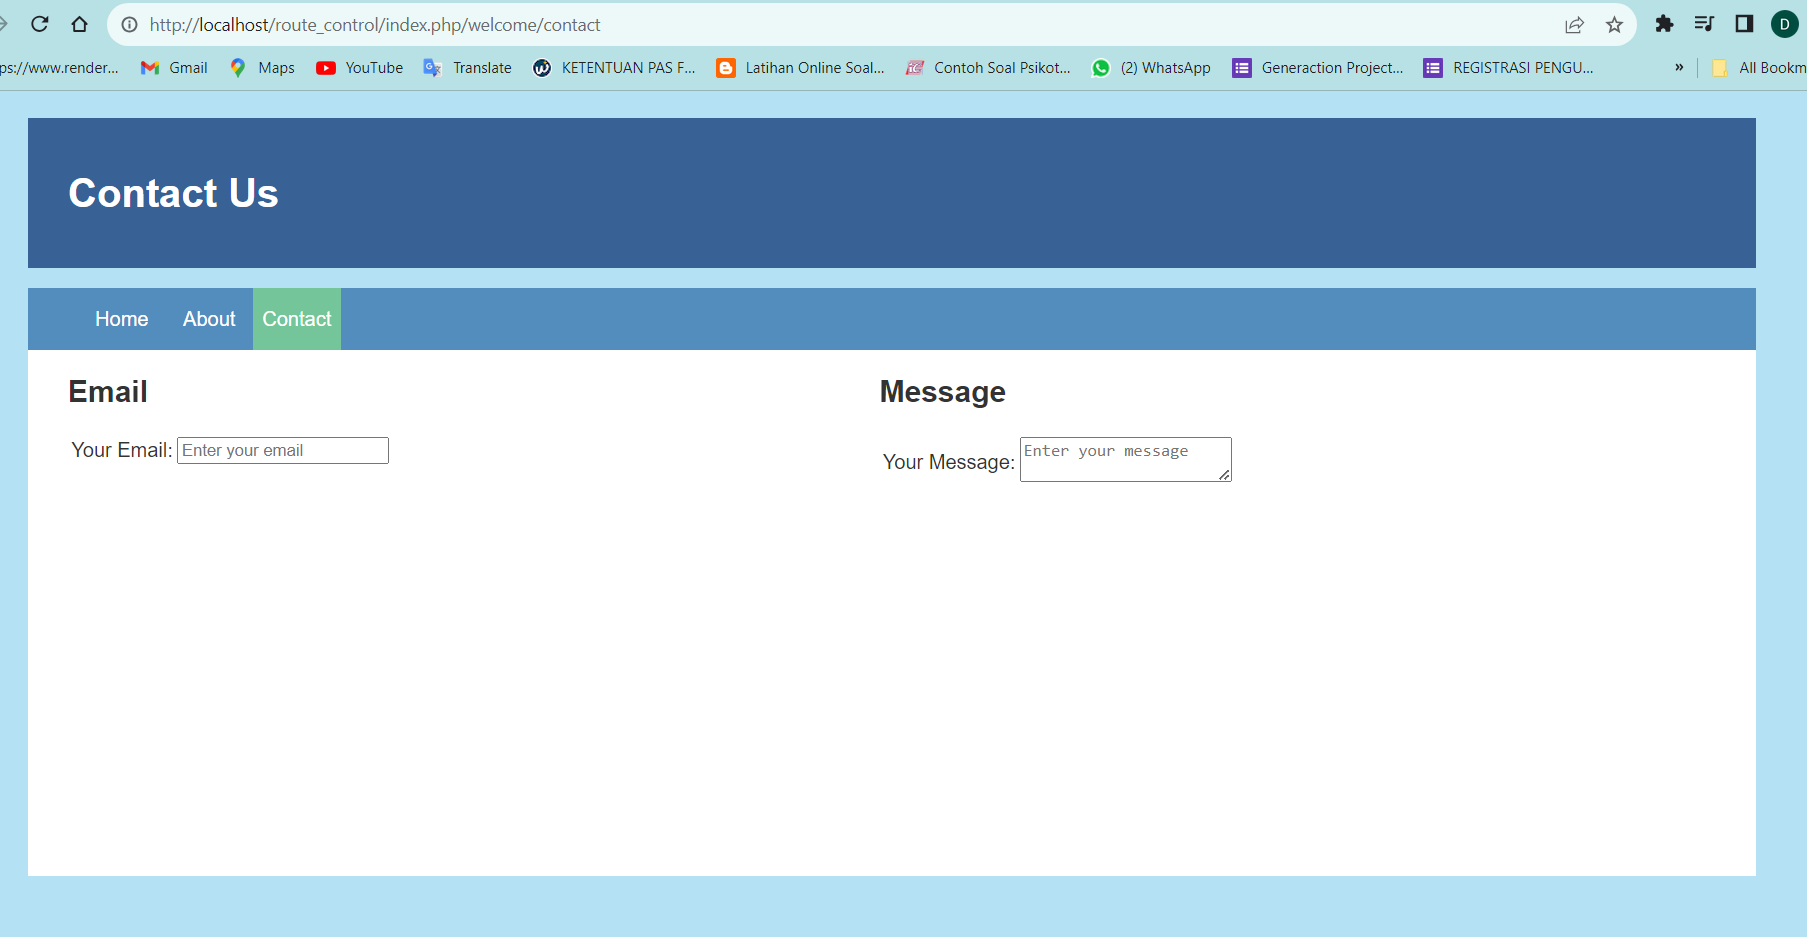 http://localhost/route_control/index.php/welcome/contact
D
ps://www.render... Gmail Maps YouTube Translate KETENTUAN PAS F... Latihan Online Soal... Contoh Soal Psikot... (2) WhatsApp Generaction Project... REGISTRASI PENGU... » All Bookm
Contact Us
Home About Contact
Email
Your Email: Enter your email
Message
Your Message: Enter your message